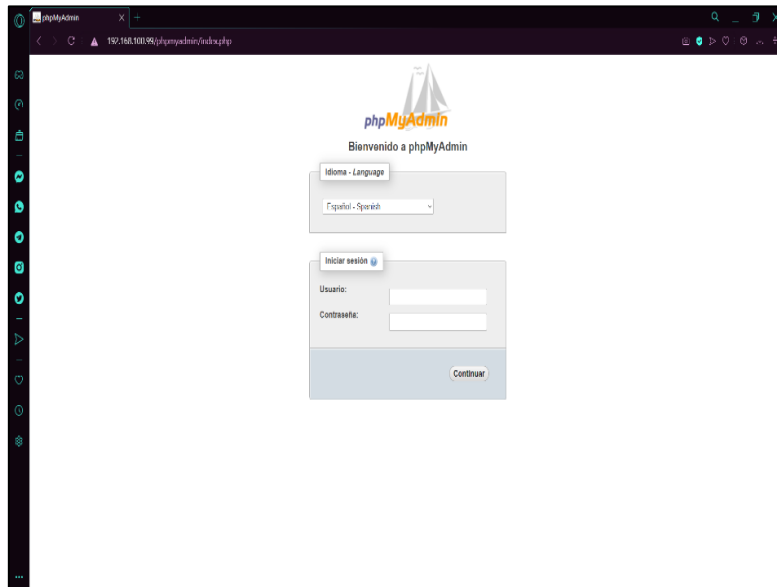 phpMyAdmin
192.168.100.99/phpmyadmin/index.php
phpMyAdmin
Bienvenido a phpMyAdmin
Idioma - Language
Español - Spanish
Iniciar sesión
Usuario:
Contraseña:
Continuar